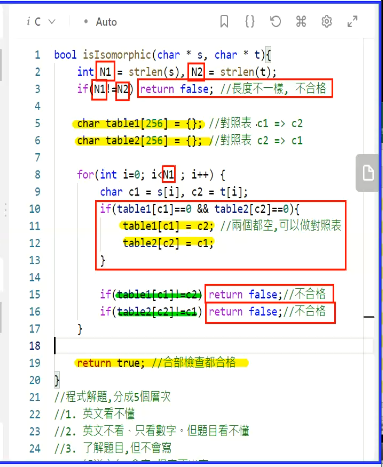 i C
Auto
1 bool isIsomorphic(char * s, char * t){
2 int N1 = strlen(s), N2 = strlen(t);
3 if(N1!=N2) return false; //長度不一樣, 不合格
4
5 char table1[256] = {}; //對照表 c1 => c2
6 char table2[256] = {}; //對照表 c2 => c1
7
8 for(int i=0; i<N1 ; i++) {
9 char c1 = s[i], c2 = t[i];
10 if(table1[c1]==0 && table2[c2]==0){
11 table1[c1] = c2; //兩個都空,可以做對照表
12 table2[c2] = c1;
13 }
14
15 if(table1[c1]!=c2) return false;//不合格
16 if(table2[c2]!=c1) return false;//不合格
17 }
18
19 return true; //合部檢查都合格
20 }
21 //程式解題,分成5個層次
22 //1. 英文看不懂
23 //2. 英文不看、只看數字。但題目看不懂
24 //3. 了解題目,但不會寫